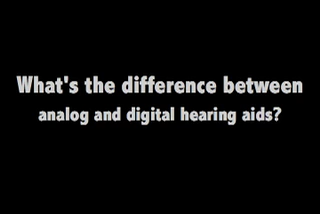 What's the difference between
analog and digital hearing aids?